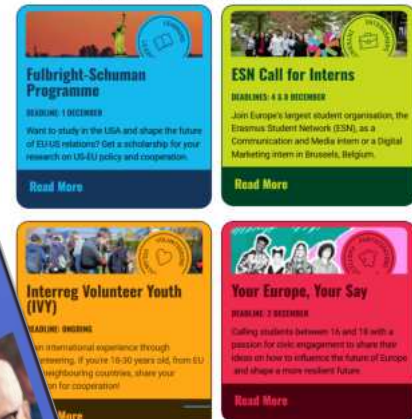 Fulbright-Schuman
Programme
DEADLINE: 1 DECEMBER
Want to study in the USA and shape the future
of EU-US relations? Get a scholarship for your
research on US-EU policy and cooperation.
Read More
ESN Call for Interns
DEADLINES: 4 & 8 DECEMBER
Join Europe's largest student organisation, the
Erasmus Student Network (ESN), as a
Communication and Media intern or a Digital
Marketing intern in Brussels, Belgium.
Read More
Interreg Volunteer Youth
(IVY)
DEADLINE: ONGOING
international experience through
If you're 18-30 years old, from EU
neighbouring countries, share your
for cooperation!
More
Your Europe, Your Say
DEADLINE: 2 DECEMBER
Calling students between 16 and 18 with a
passion for civic engagement to share their
ideas on how to influence the future of Europe
and shape a more resilient future.
Read More